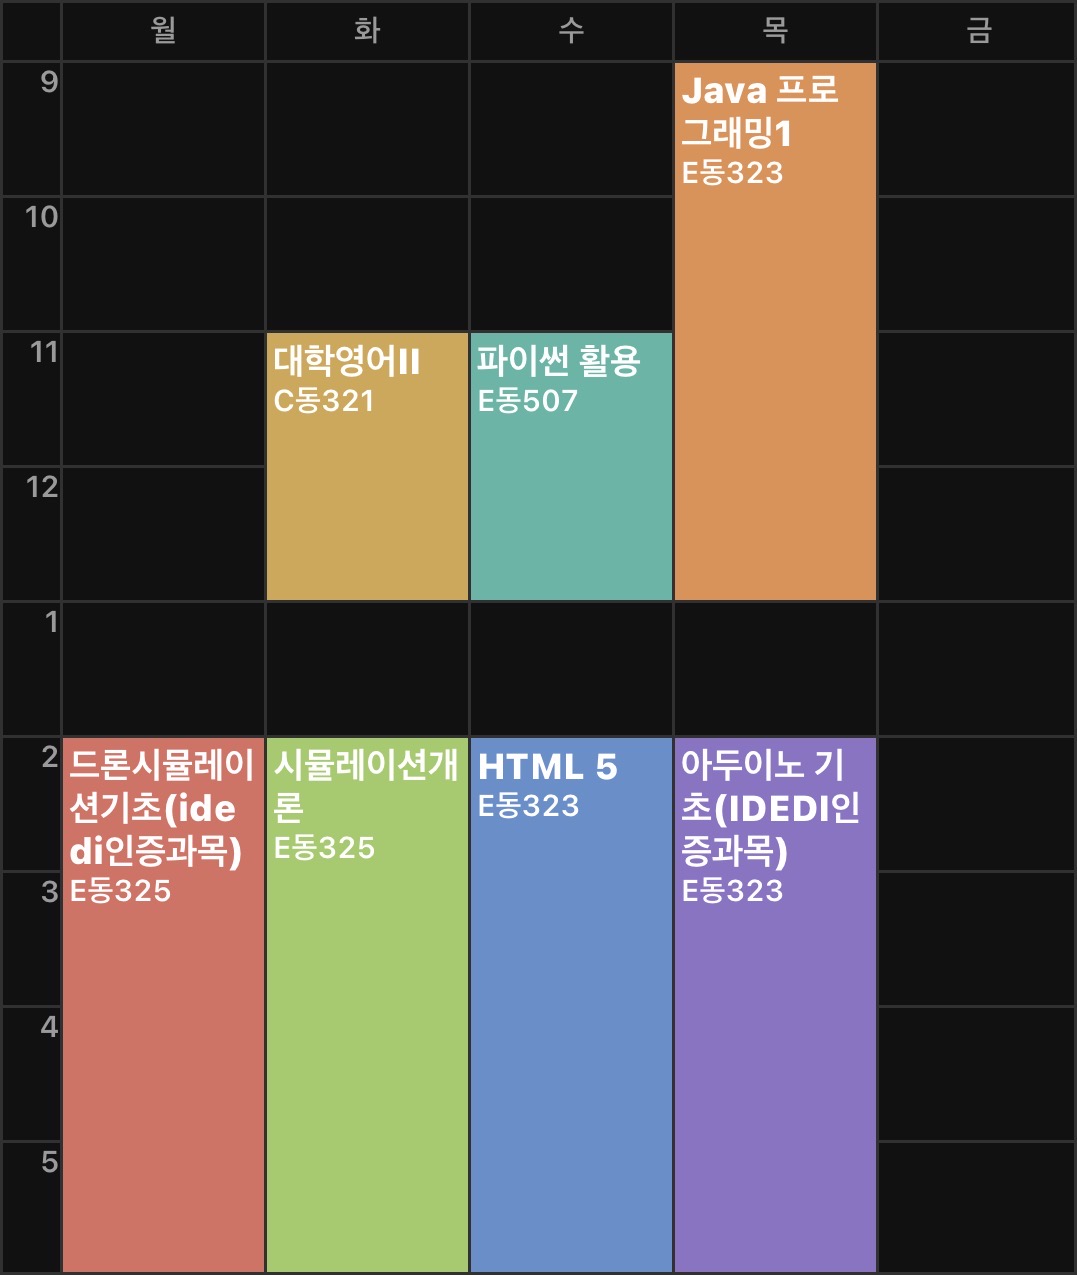 월 화 수 목 금
9
Java 프로
그래밍1
E동323
10
11
대학영어II
C동321
파이썬 활용
E동507
12
1
2
드론시뮬레이
션기초(ide
di인증과목)
E동325
시뮬레이션개
론
E동325
HTML 5
E동323
아두이노 기
초(IDEDI인
증과목)
E동323
3
4
5